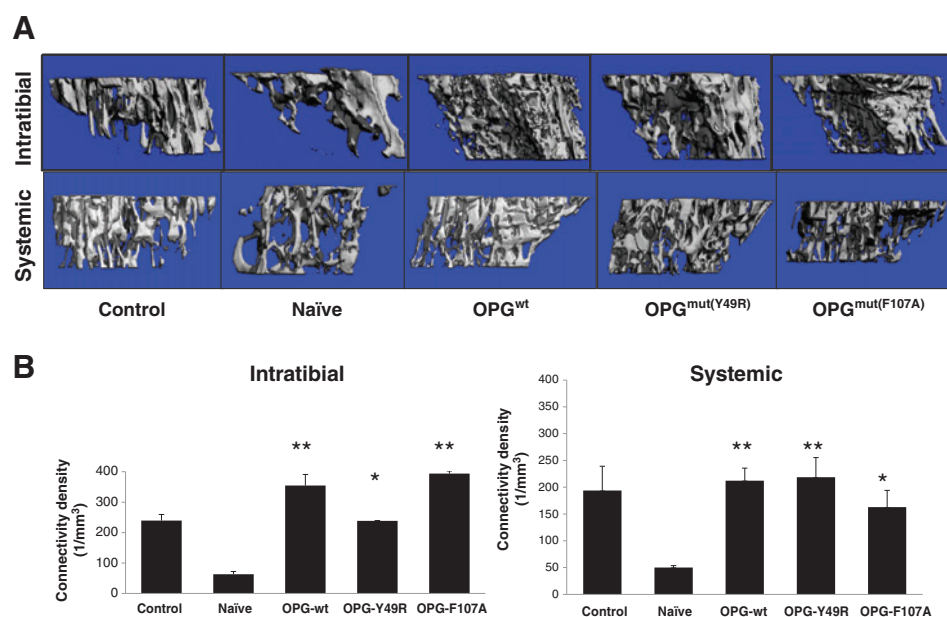 A
Intratibial
Systemic
Control Naïve OPGwt OPGmut(Y49R) OPGmut(F107A)
B
Intratibial
Connectivity density
(1/mm3)
400
300
200
100
0
** * **
Control Naïve OPG-wt OPG-Y49R OPG-F107A
Systemic
Connectivity density
(1/mm3)
400
350
300
250
200
150
100
50
0
** ** *
Control Naïve OPG-wt OPG-Y49R OPG-F107A